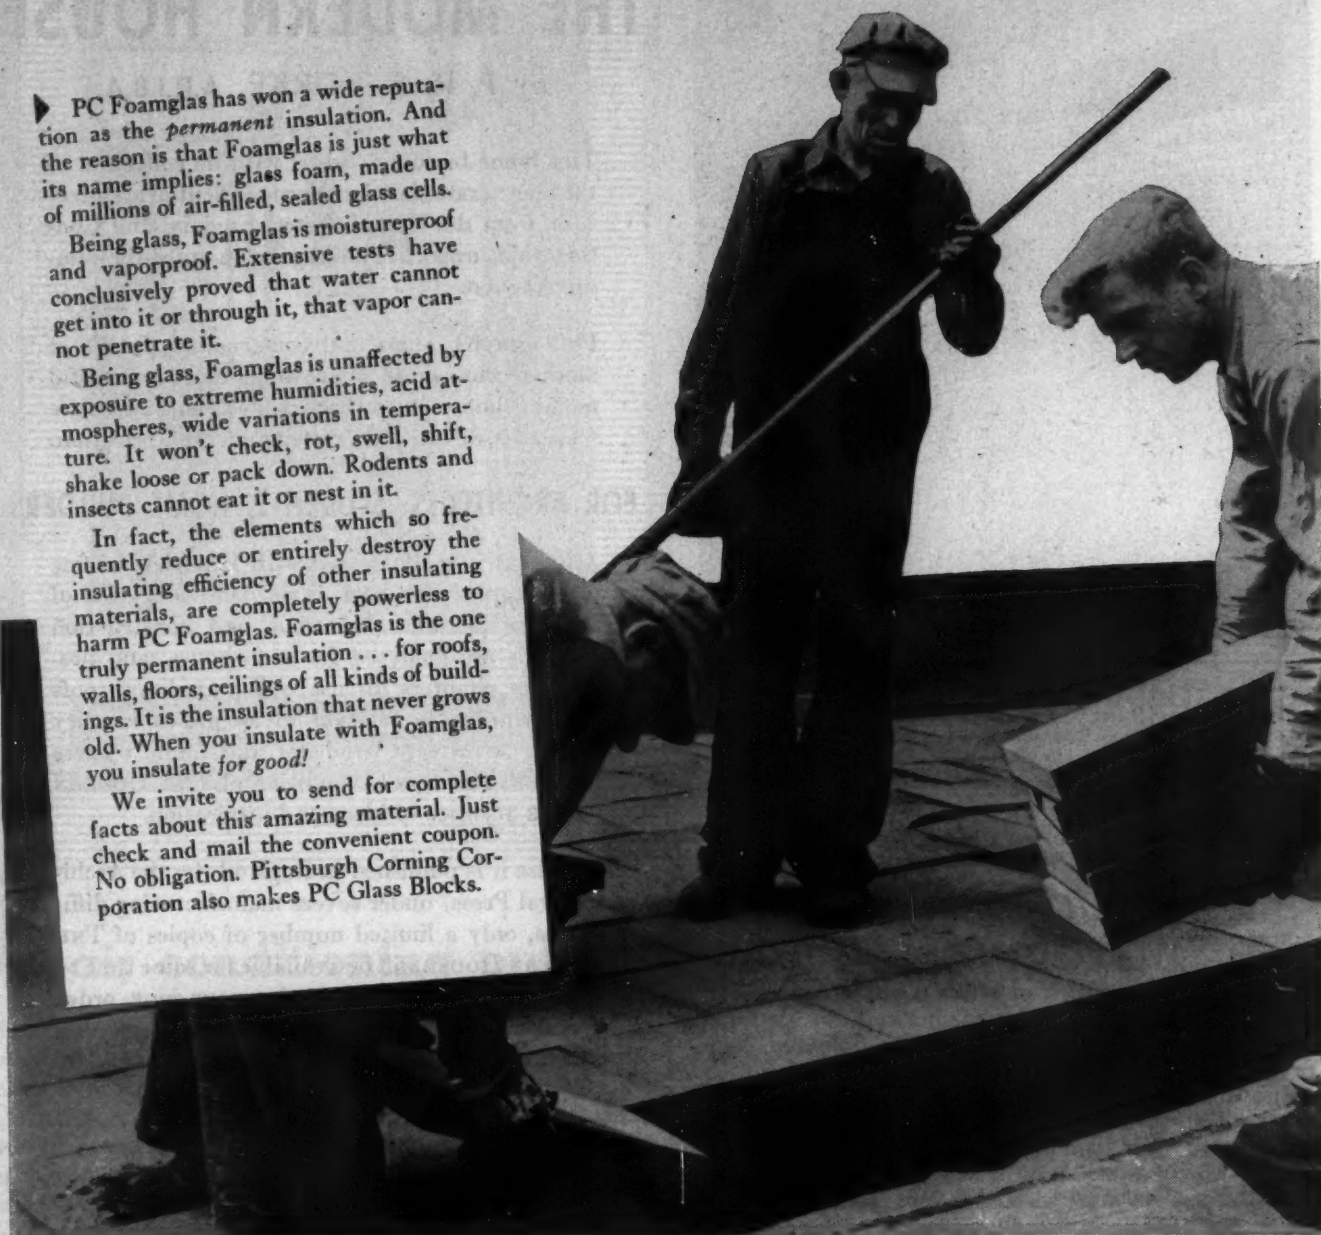 PC Foamglas has won a wide reputa-
tion as the permanent insulation. And
the reason is that Foamglas is just what
its name implies: glass foam, made up
of millions of air-filled, sealed glass cells.
Being glass, Foamglas is moistureproof
and vaporproof. Extensive tests have
conclusively proved that water cannot
get into it or through it, that vapor can-
not penetrate it.
Being glass, Foamglas is unaffected by
exposure to extreme humidities, acid at-
mospheres, wide variations in tempera-
ture. It won't check, rot, swell, shift,
shake loose or pack down. Rodents and
insects cannot eat it or nest in it.
In fact, the elements which so fre-
quently reduce or entirely destroy the
insulating efficiency of other insulating
materials, are completely powerless to
harm PC Foamglas. Foamglas is the one
truly permanent insulation . . . for roofs,
walls, floors, ceilings of all kinds of build-
ings. It is the insulation that never grows
old. When you insulate with Foamglas,
you insulate for good!
We invite you to send for complete
facts about this amazing material. Just
check and mail the convenient coupon.
No obligation. Pittsburgh Corning Cor-
poration also makes PC Glass Blocks.